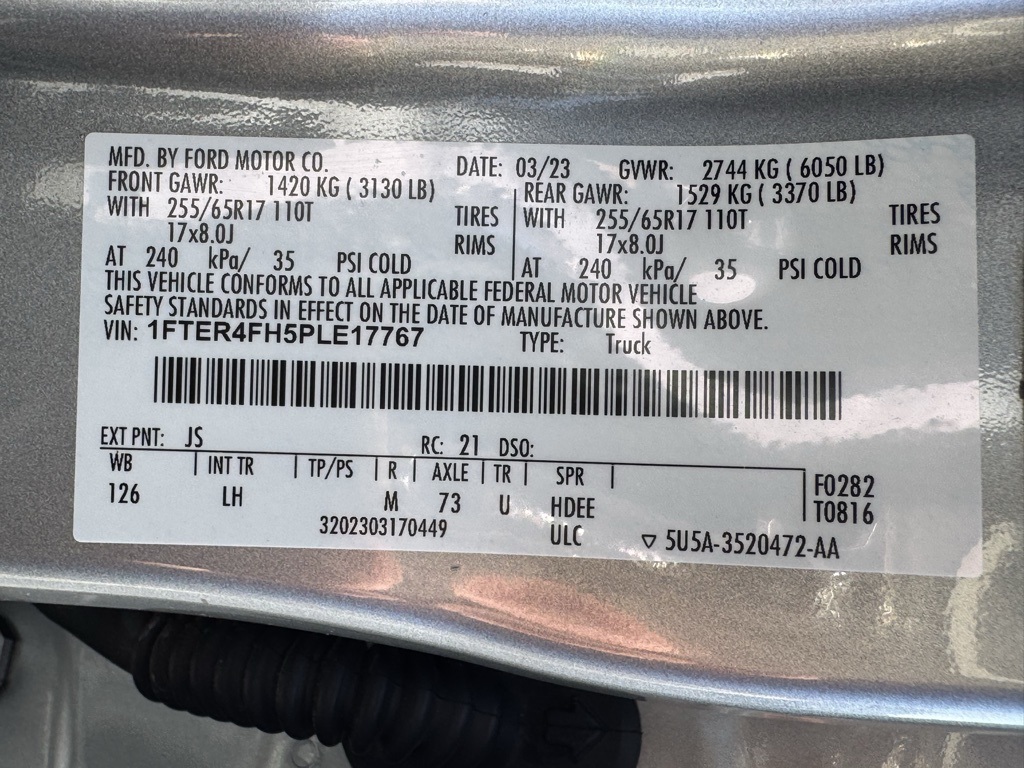 MFD. BY FORD MOTOR CO. DATE: 03/23 GVWR: 2744 KG ( 6050 LB)
FRONT GAWR: 1420 KG ( 3130 LB) REAR GAWR: 1529 KG ( 3370 LB)
WITH 255/65R17 110T TIRES WITH 255/65R17 110T TIRES
17x8.0J RIMS 17x8.0J RIMS
AT 240 kPa/ 35 PSI COLD AT 240 kPa/ 35 PSI COLD
THIS VEHICLE CONFORMS TO ALL APPLICABLE FEDERAL MOTOR VEHICLE
SAFETY STANDARDS IN EFFECT ON THE DATE OF MANUFACTURE SHOWN ABOVE.
VIN: 1FTER4FH5PLE17767 TYPE: Truck
EXT PNT: JS RC: 21 DSO:
WB INT TR TP/PS R AXLE TR SPR F0282
126 LH M 73 U HDEE T0816
3202303170449 ULC ▽ 5U5A-3520472-AA